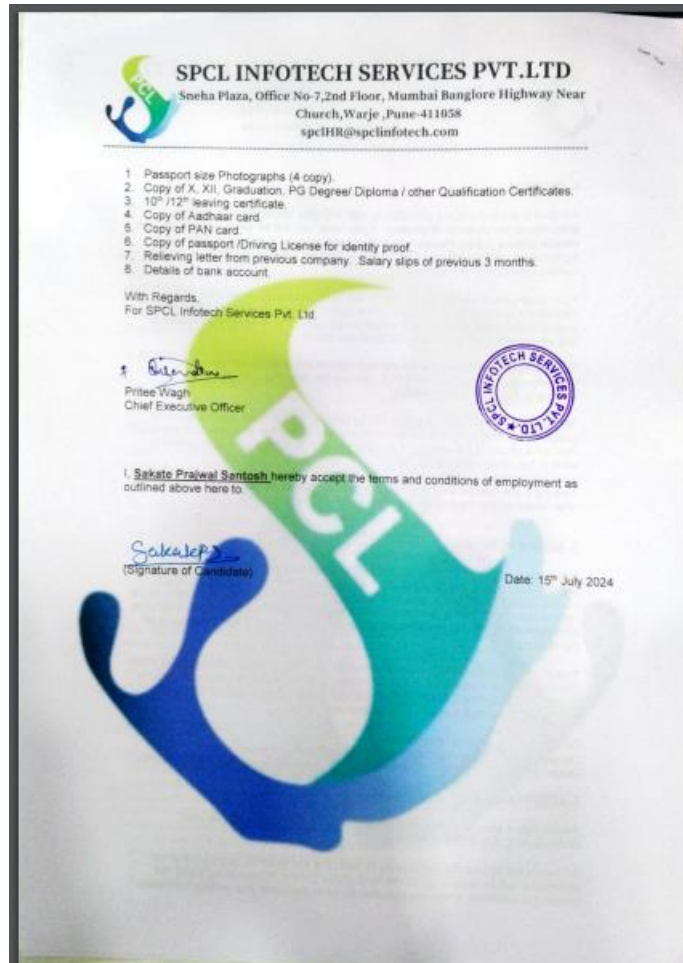 SPCL INFOTECH SERVICES PVT.LTD
Sneha Plaza, Office No-7,2nd Floor, Mumbai Banglore Highway Near
Church,Warje ,Pune-411058
spclHR@spclinfotech.com
PCL
1 Passport size Photographs (4 copy).
2. Copy of X, XII, Graduation, PG Degree/ Diploma / other Qualification Certificates.
3. 10th /12th leaving certificate.
4. Copy of Aadhaar card.
5. Copy of PAN card.
6. Copy of passport /Driving License for identity proof.
7. Relieving letter from previous company. .Salary slips of previous 3 months.
8. Details of bank account.
With Regards,
For SPCL Infotech Services Pvt. Ltd
Pritee Wagh
Chief Executive Officer
SPCL INFOTECH SERVICES PVT. LTD.
PCL
I, Sakate Prajwal Santosh hereby accept the terms and conditions of employment as
outlined above here to
(Signature of Candidate)
Date: 15th July 2024